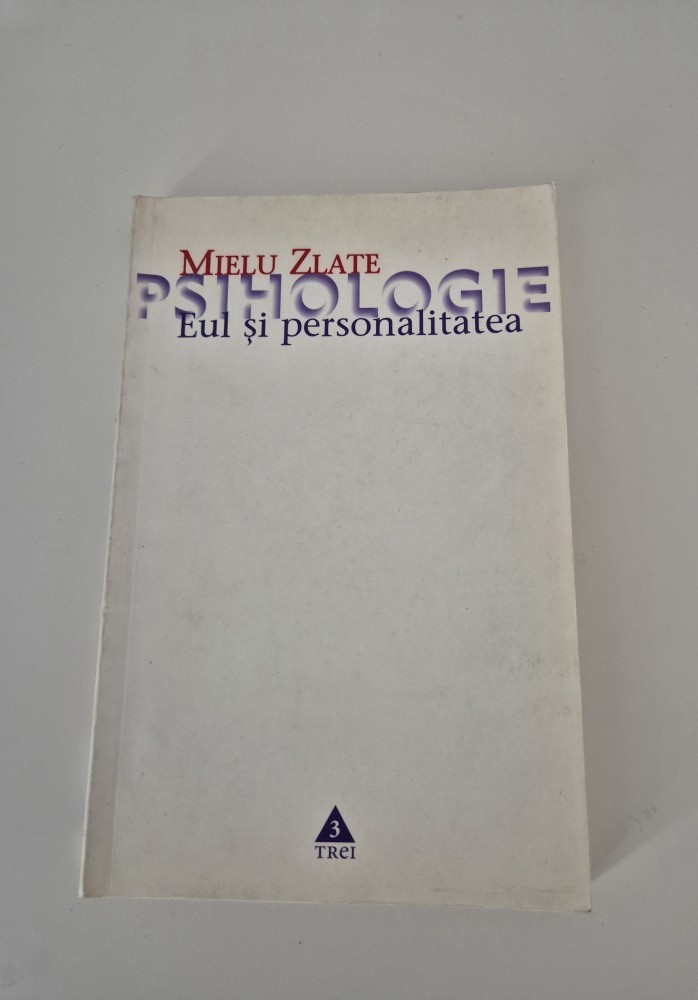 MIELU ZLATE
PSIHOLOGIE
Eul şi personalitatea
3
TREI